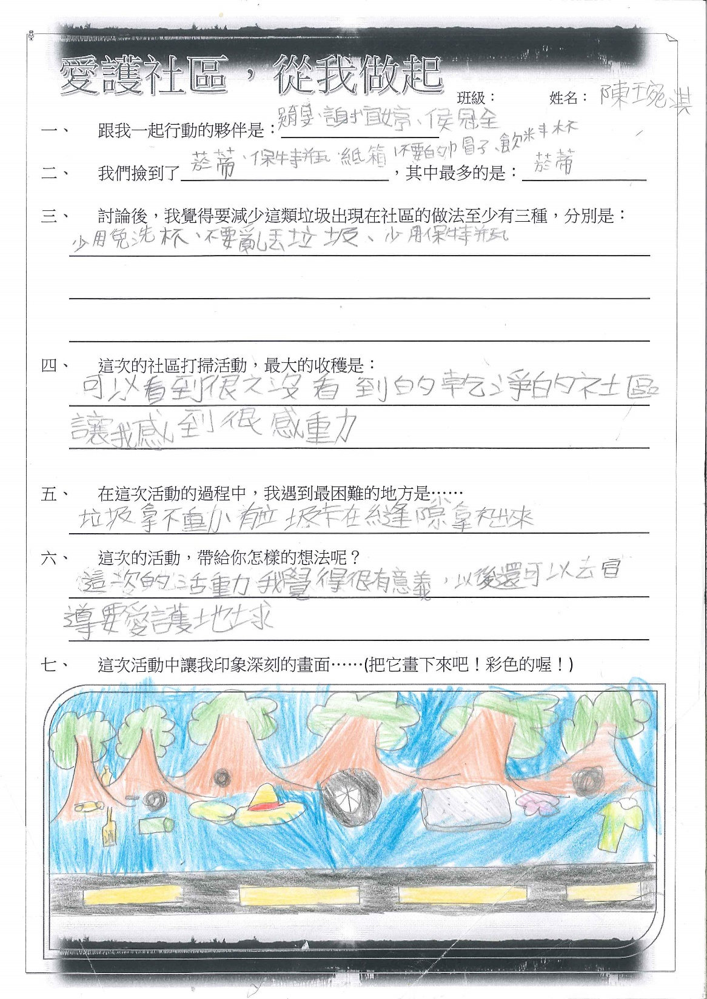 愛護社區，從我做起
班級： 姓名：陳琬淇
一、 跟我一起行動的夥伴是：謝宜婷、侯冠全
二、 我們撿到了菸蒂、保特瓶、紙箱、不要的帽子、飲料杯，其中最多的是：菸蒂
三、 討論後，我覺得要減少這類垃圾出現在社區的做法至少有三種，分別是：
少用免洗杯、不要亂丟垃圾、少用保特瓶
四、 這次的社區打掃活動，最大的收穫是：
可以看到很久沒看到的乾淨的社區
讓我感到很感動
五、 在這次活動的過程中，我遇到最困難的地方是……
垃圾拿不動 有垃圾卡在縫隙拿不出來
六、 這次的活動，帶給你怎樣的想法呢？
這次的活動我覺得很有意義，以後還可以去宣
導要愛護地球
七、 這次活動中讓我印象深刻的畫面……(把它畫下來吧！彩色的喔！)